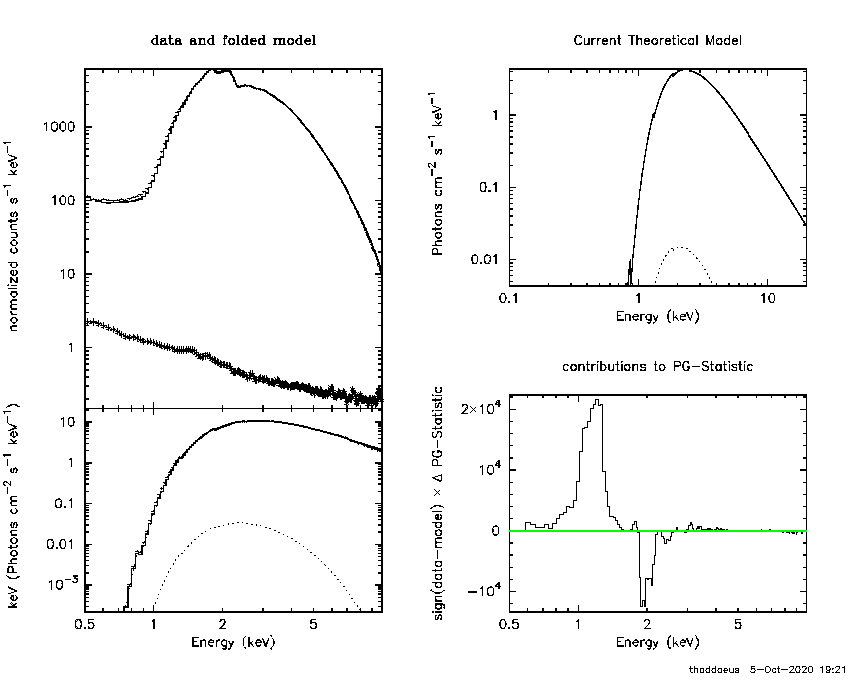 data and folded model
normalized counts s⁻¹ keV⁻¹
1000
100
10
1
keV (Photons cm⁻² s⁻¹ keV⁻¹)
10
1
0.1
0.01
10⁻³
0.5 1 2 5
Energy (keV)
Current Theoretical Model
Photons cm⁻² s⁻¹ keV⁻¹
1
0.1
0.01
0.1 1 10
Energy (keV)
contributions to PG-Statistic
sign(data-model) × Δ PG-Statistic
2×10⁴
10⁴
0
-10⁴
0.5 1 2 5
Energy (keV)
thaddaeus 5-Oct-2020 19:21